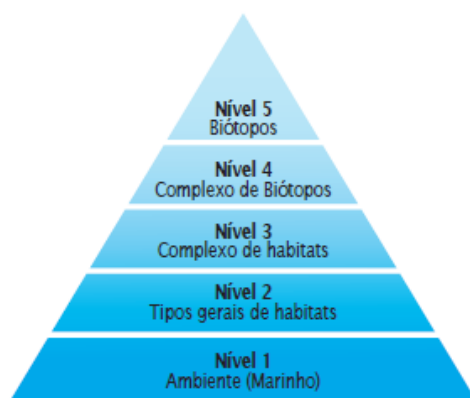 Nível 5
Biótopos
Nível 4
Complexo de Biótopos
Nível 3
Complexo de habitats
Nível 2
Tipos gerais de habitats
Nível 1
Ambiente (Marinho)